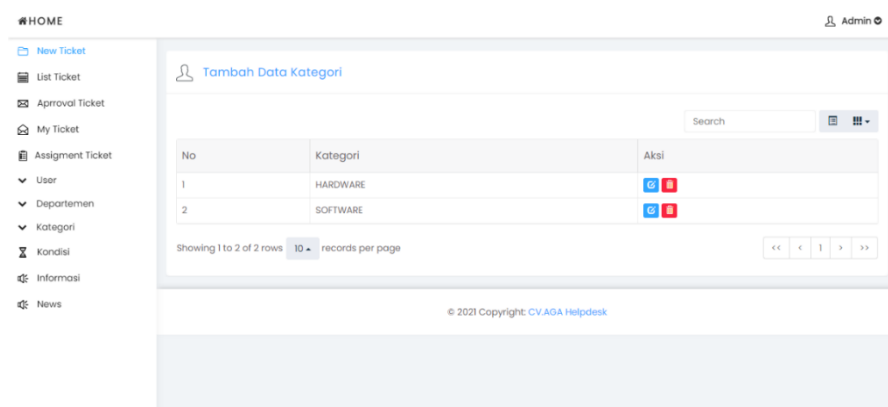 HOME
Admin
New Ticket
List Ticket
Aprroval Ticket
My Ticket
Assigment Ticket
User
Departemen
Kategori
Kondisi
Informasi
News
Tambah Data Kategori
Search
No Kategori Aksi
1 HARDWARE
2 SOFTWARE
Showing 1 to 2 of 2 rows 10 records per page
<< < 1 > >>
© 2021 Copyright: CV.AGA Helpdesk